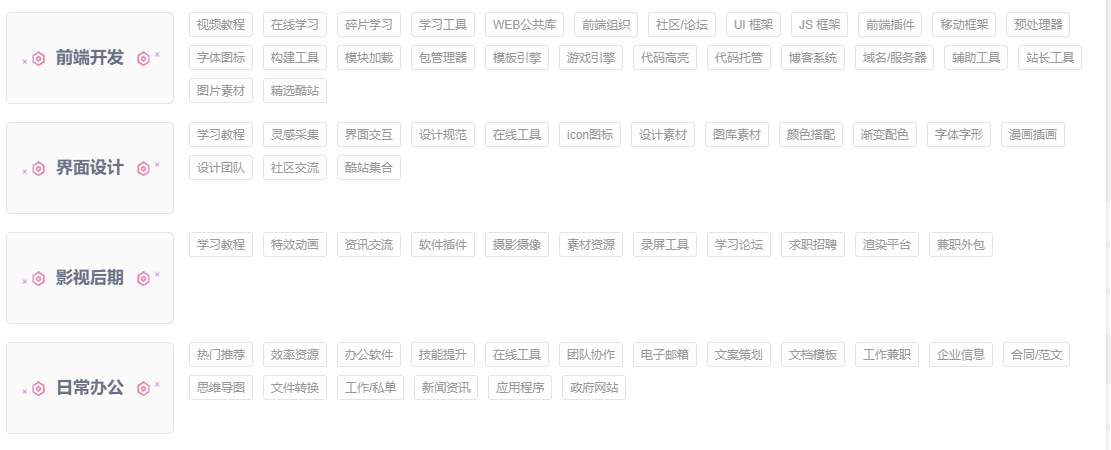 前端开发
视频教程 在线学习 碎片学习 学习工具 WEB公共库 前端组织 社区/论坛 UI 框架 JS 框架 前端插件 移动框架 预处理器
字体图标 构建工具 模块加载 包管理器 模板引擎 游戏引擎 代码高亮 代码托管 博客系统 域名/服务器 辅助工具 站长工具
图片素材 精选酷站
界面设计
学习教程 灵感采集 界面交互 设计规范 在线工具 icon图标 设计素材 图库素材 颜色搭配 渐变配色 字体字形 漫画插画
设计团队 社区交流 酷站集合
影视后期
学习教程 特效动画 资讯交流 软件插件 摄影摄像 素材资源 录屏工具 学习论坛 求职招聘 渲染平台 兼职外包
日常办公
热门推荐 效率资源 办公软件 技能提升 在线工具 团队协作 电子邮箱 文案策划 文档模板 工作兼职 企业信息 合同/范文
思维导图 文件转换 工作/私单 新闻资讯 应用程序 政府网站